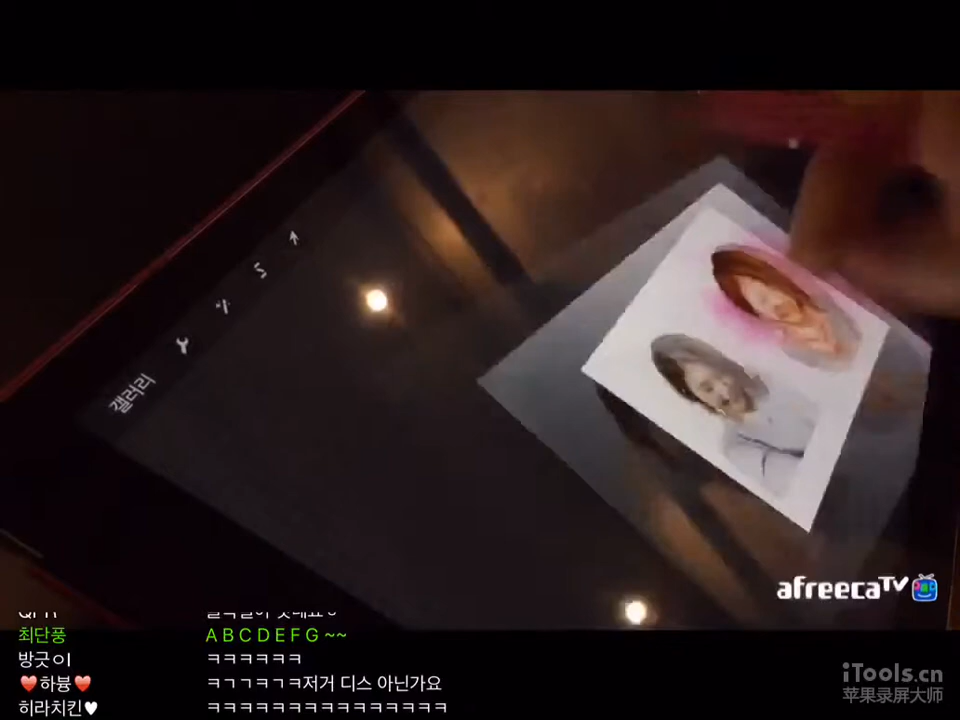 갤러리
S
afreecaTV
최단풍 A B C D E F G ~~
방긋이 ㅋㅋㅋㅋㅋㅋ
❤️하븅❤️ ㅋㄱㄱㅋㄱㅋ저거 디스 아닌가요
히라치킨♥ ㅋㅋㅋㅋㅋㅋㅋㅋㅋㅋㅋㅋㅋㅋㅋ
iTools.cn
苹果录屏大师